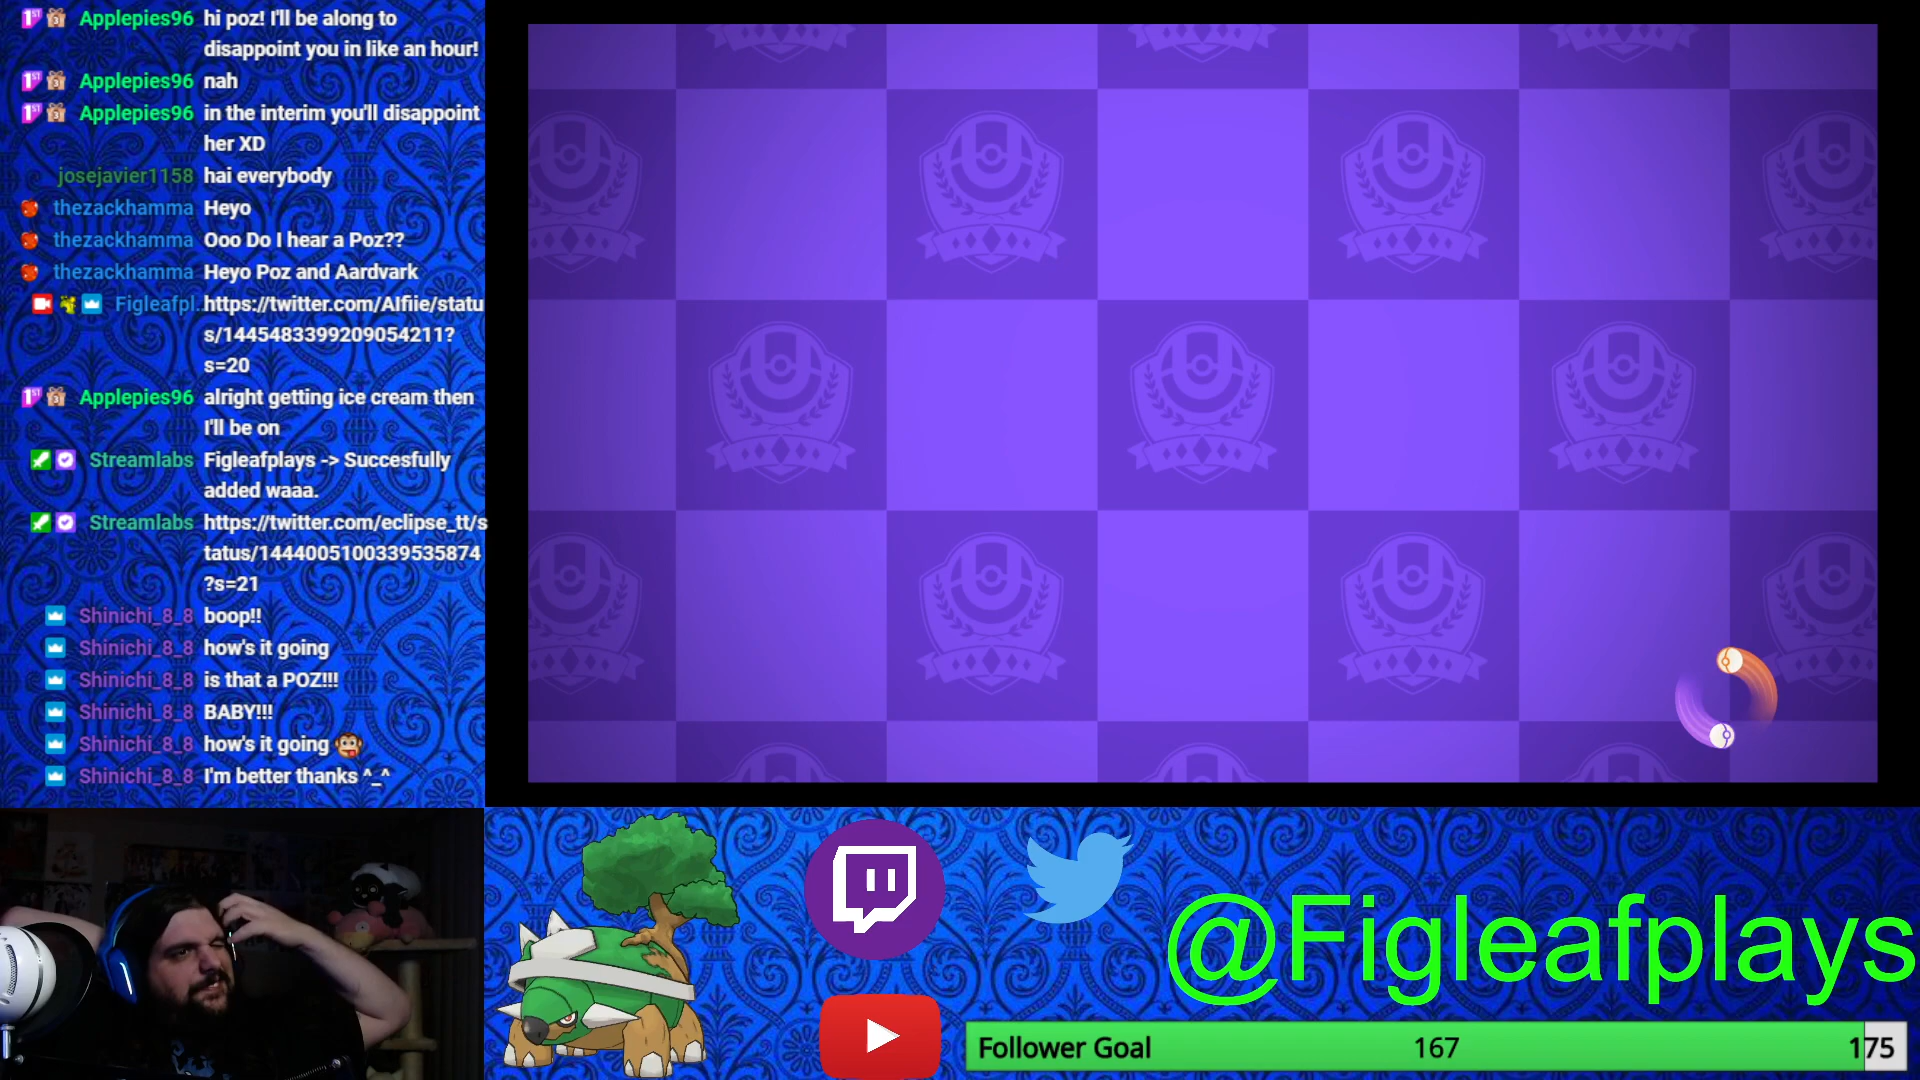 Applepies96 hi poz! I'll be along to
disappoint you in like an hour!
Applepies96 nah
Applepies96 in the interim you'll disappoint
her XD
josejavier1158 hai everybody
thezackhamma Heyo
thezackhamma Ooo Do I hear a Poz??
thezackhamma Heyo Poz and Aardvark
Figleafpl... https://twitter.com/Alfiie/statu
s/1445483399209054211?
s=20
Applepies96 alright getting ice cream then
I'll be on
Streamlabs Figleafplays -> Succesfully
added waaa.
Streamlabs https://twitter.com/eclipse_tt/s
tatus/1444005100339535874
?s=21
Shinichi_8_8 boop!!
Shinichi_8_8 how's it going
Shinichi_8_8 is that a POZ!!!
Shinichi_8_8 BABY!!!
Shinichi_8_8 how's it going
Shinichi_8_8 I'm better thanks ^_^
@Figleafplays
Follower Goal 167 175